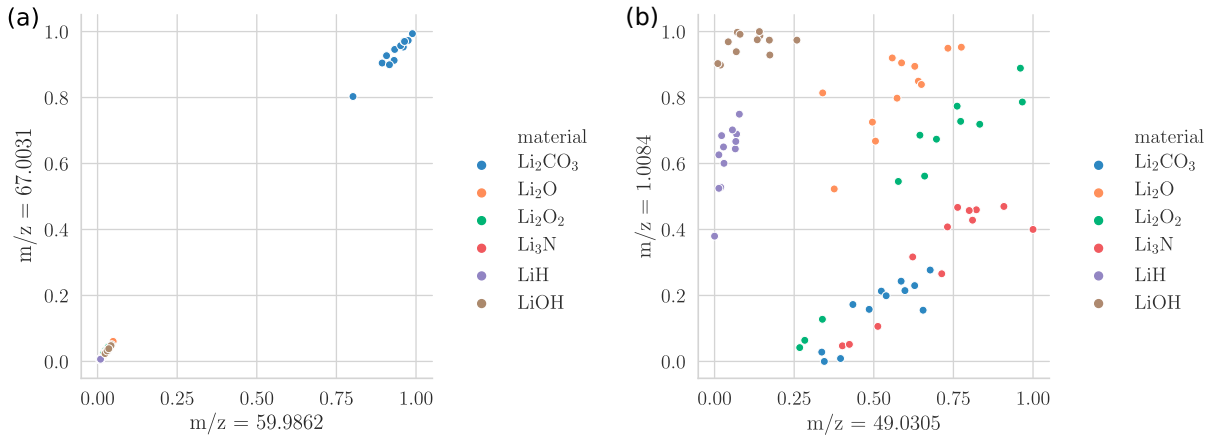 (a)
1.0
0.8
0.6
0.4
0.2
0.0
m/z = 67.0031
0.00 0.25 0.50 0.75 1.00
m/z = 59.9862
material
Li₂CO₃
Li₂O
Li₂O₂
Li₃N
LiH
LiOH
(b)
1.0
0.8
0.6
0.4
0.2
0.0
m/z = 1.0084
0.00 0.25 0.50 0.75 1.00
m/z = 49.0305
material
Li₂CO₃
Li₂O
Li₂O₂
Li₃N
LiH
LiOH